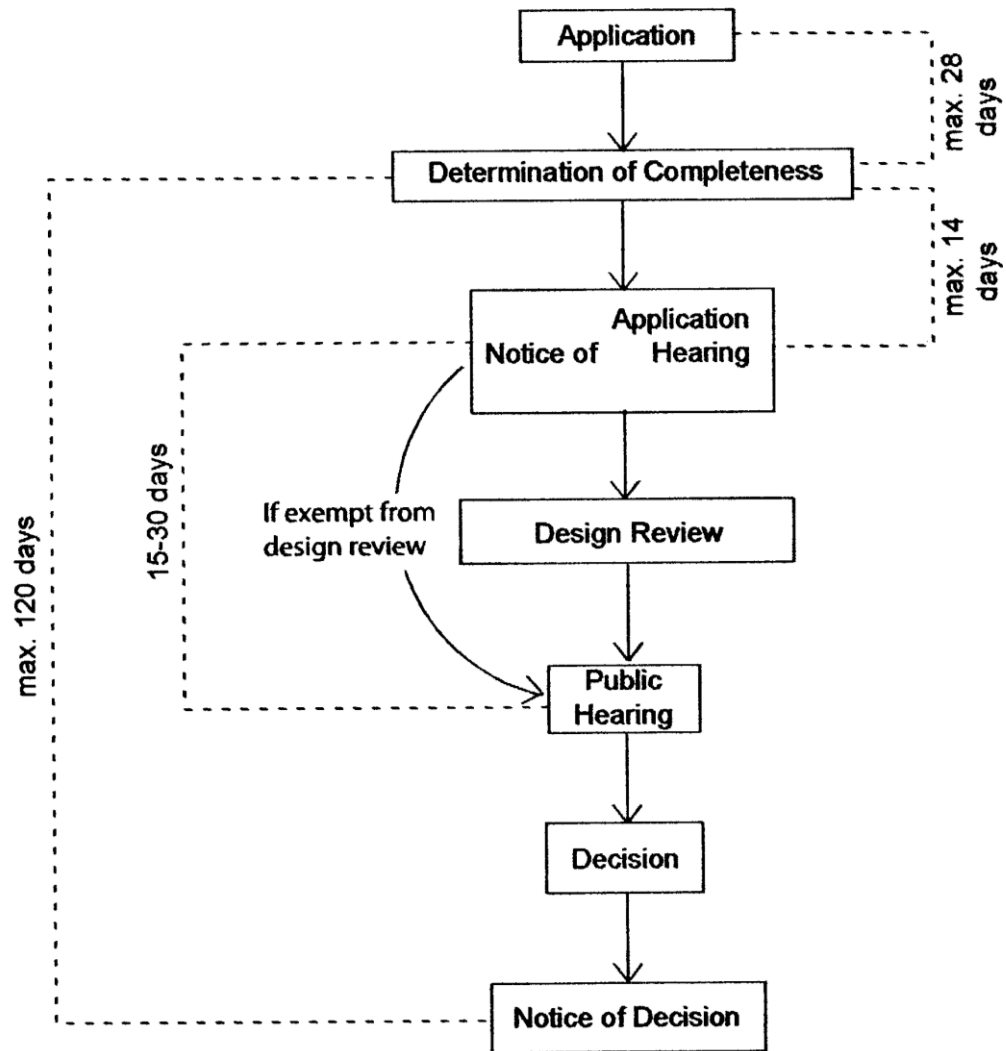 Application
max. 28
days
Determination of Completeness
max. 14
days
Application
Notice of Hearing
15-30 days
If exempt from
design review
max. 120 days
Design Review
Public
Hearing
Decision
Notice of Decision